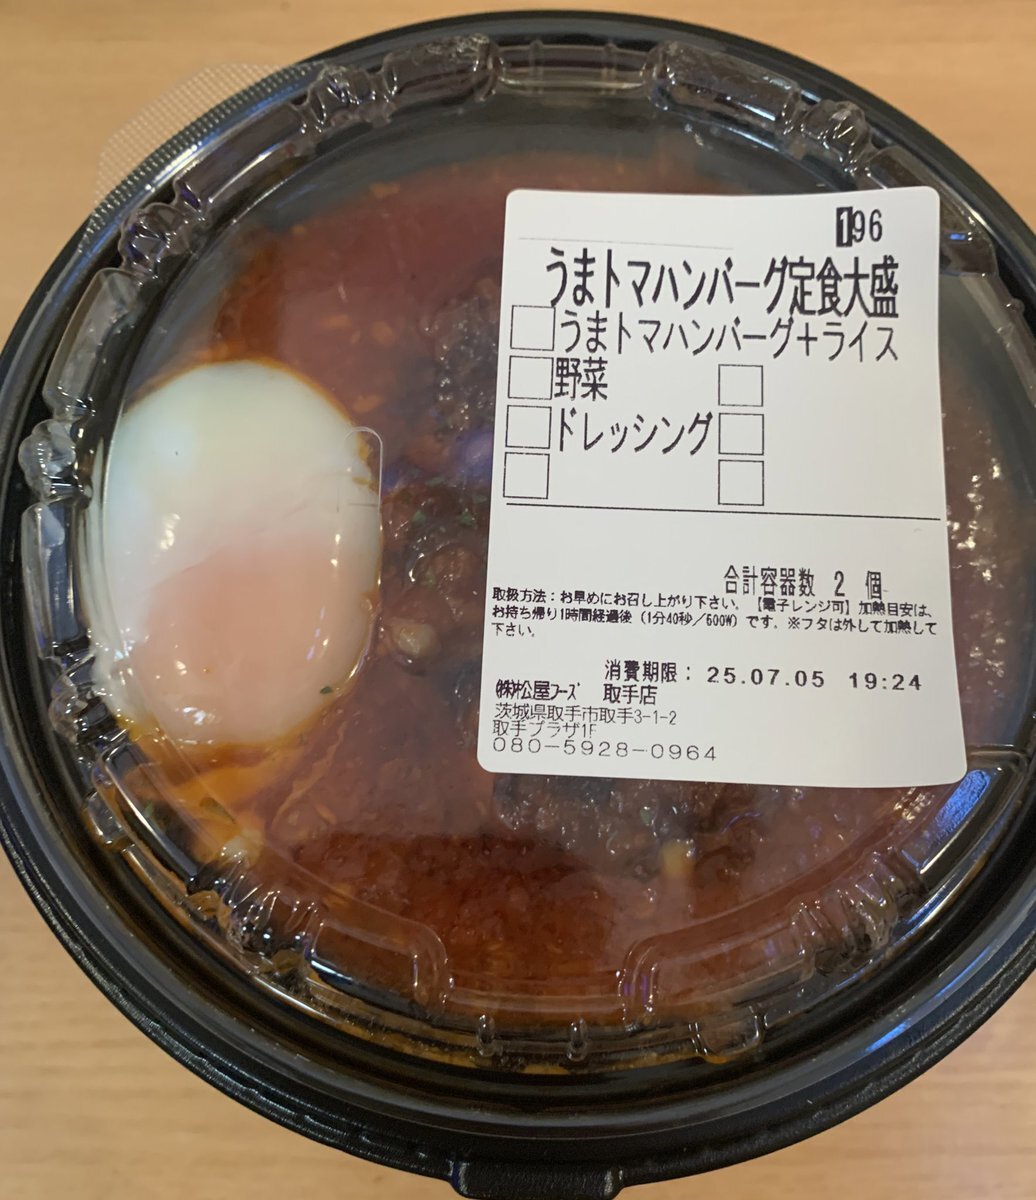 196
うまトマハンバーグ定食大盛
うまトマハンバーグ+ライス
野菜
ドレッシング
合計容器数 2 個
取扱方法：お早めにお召し上がり下さい。【電子レンジ可】加熱目安は、
お持ち帰り1時間経過後（1分40秒／600W）です。※フタは外して加熱して
下さい。
消費期限：25.07.05 19:24
㈱松屋フーズ 取手店
茨城県取手市取手3-1-2
取手プラザ1F
080-5928-0964